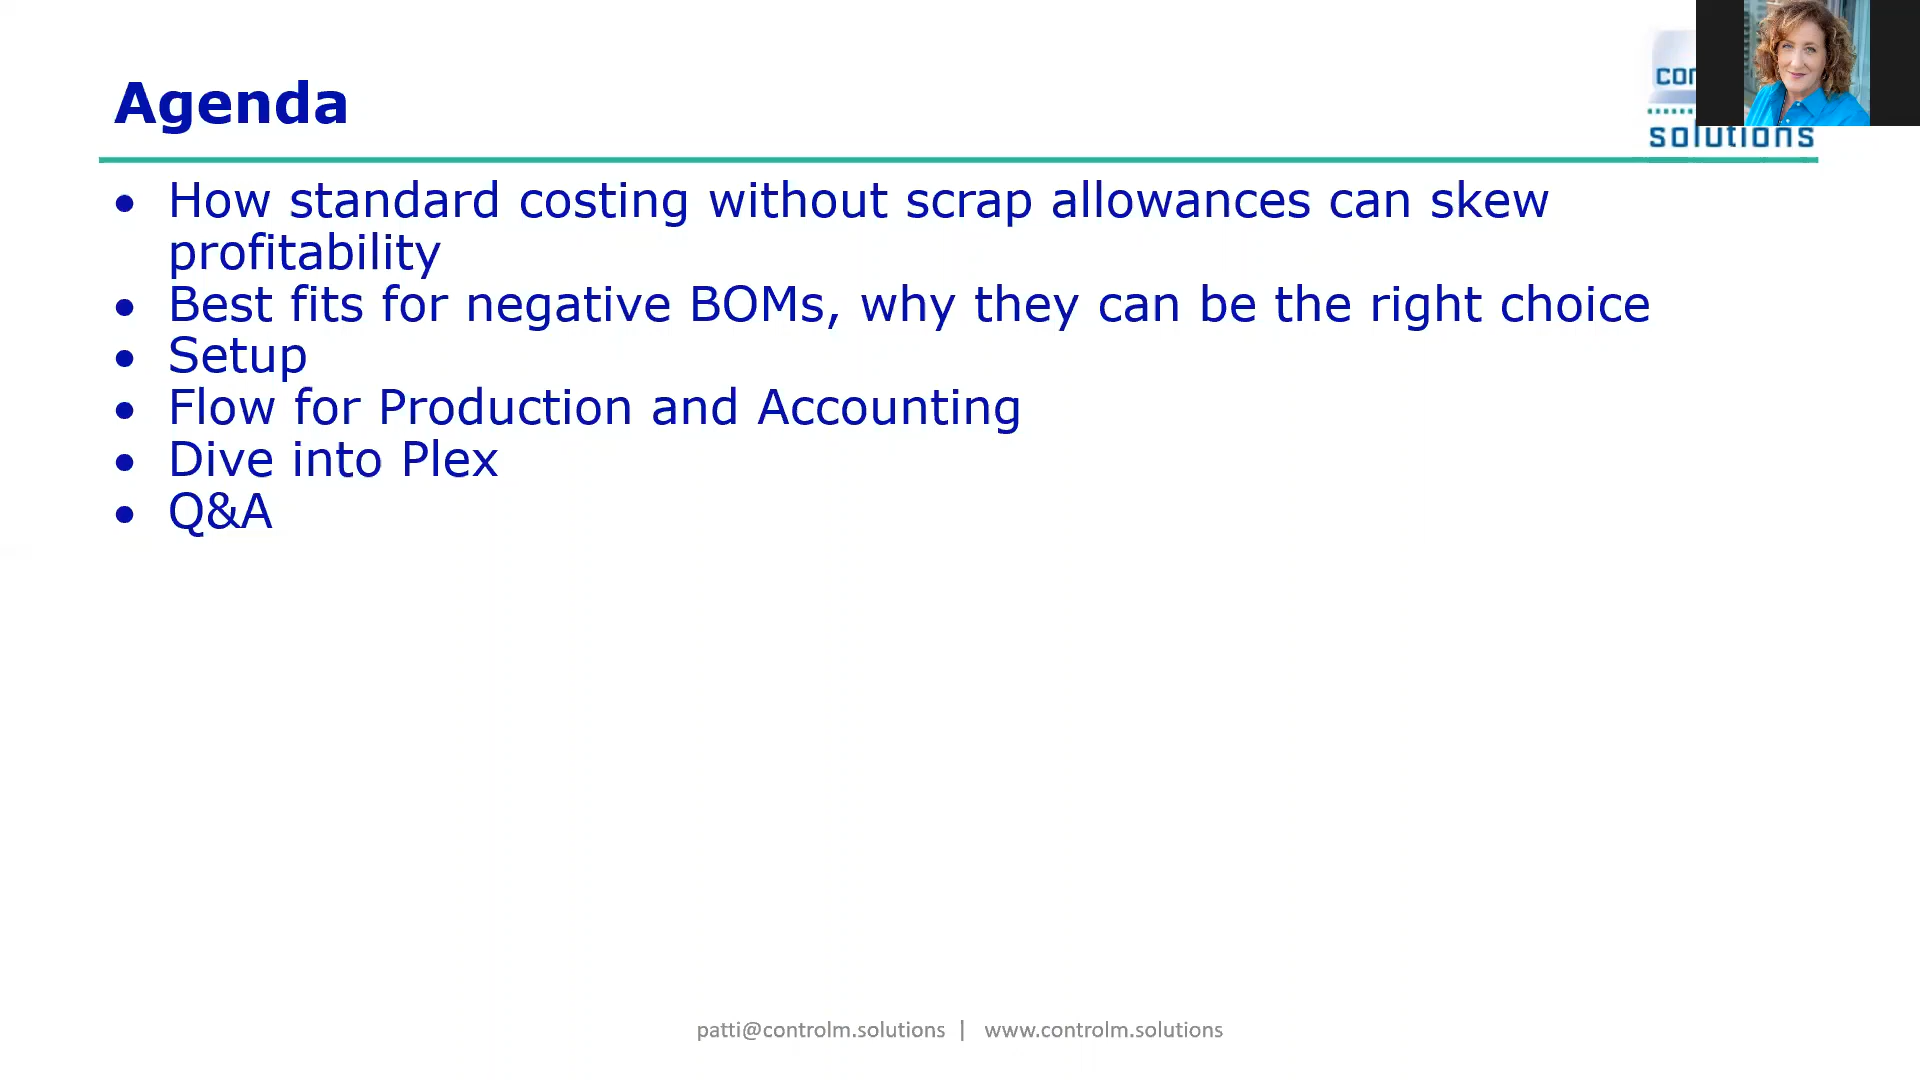 Agenda
solutions
• How standard costing without scrap allowances can skew
profitability
• Best fits for negative BOMs, why they can be the right choice
• Setup
• Flow for Production and Accounting
• Dive into Plex
• Q&A
patti@controlm.solutions | www.controlm.solutions